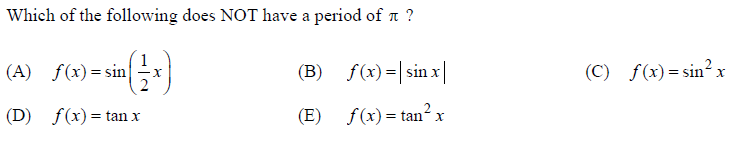 Which of the following does NOT have a period of π ?
(A) f(x) = sin(1/2 x) (B) f(x) = | sin x | (C) f(x) = sin² x
(D) f(x) = tan x (E) f(x) = tan² x